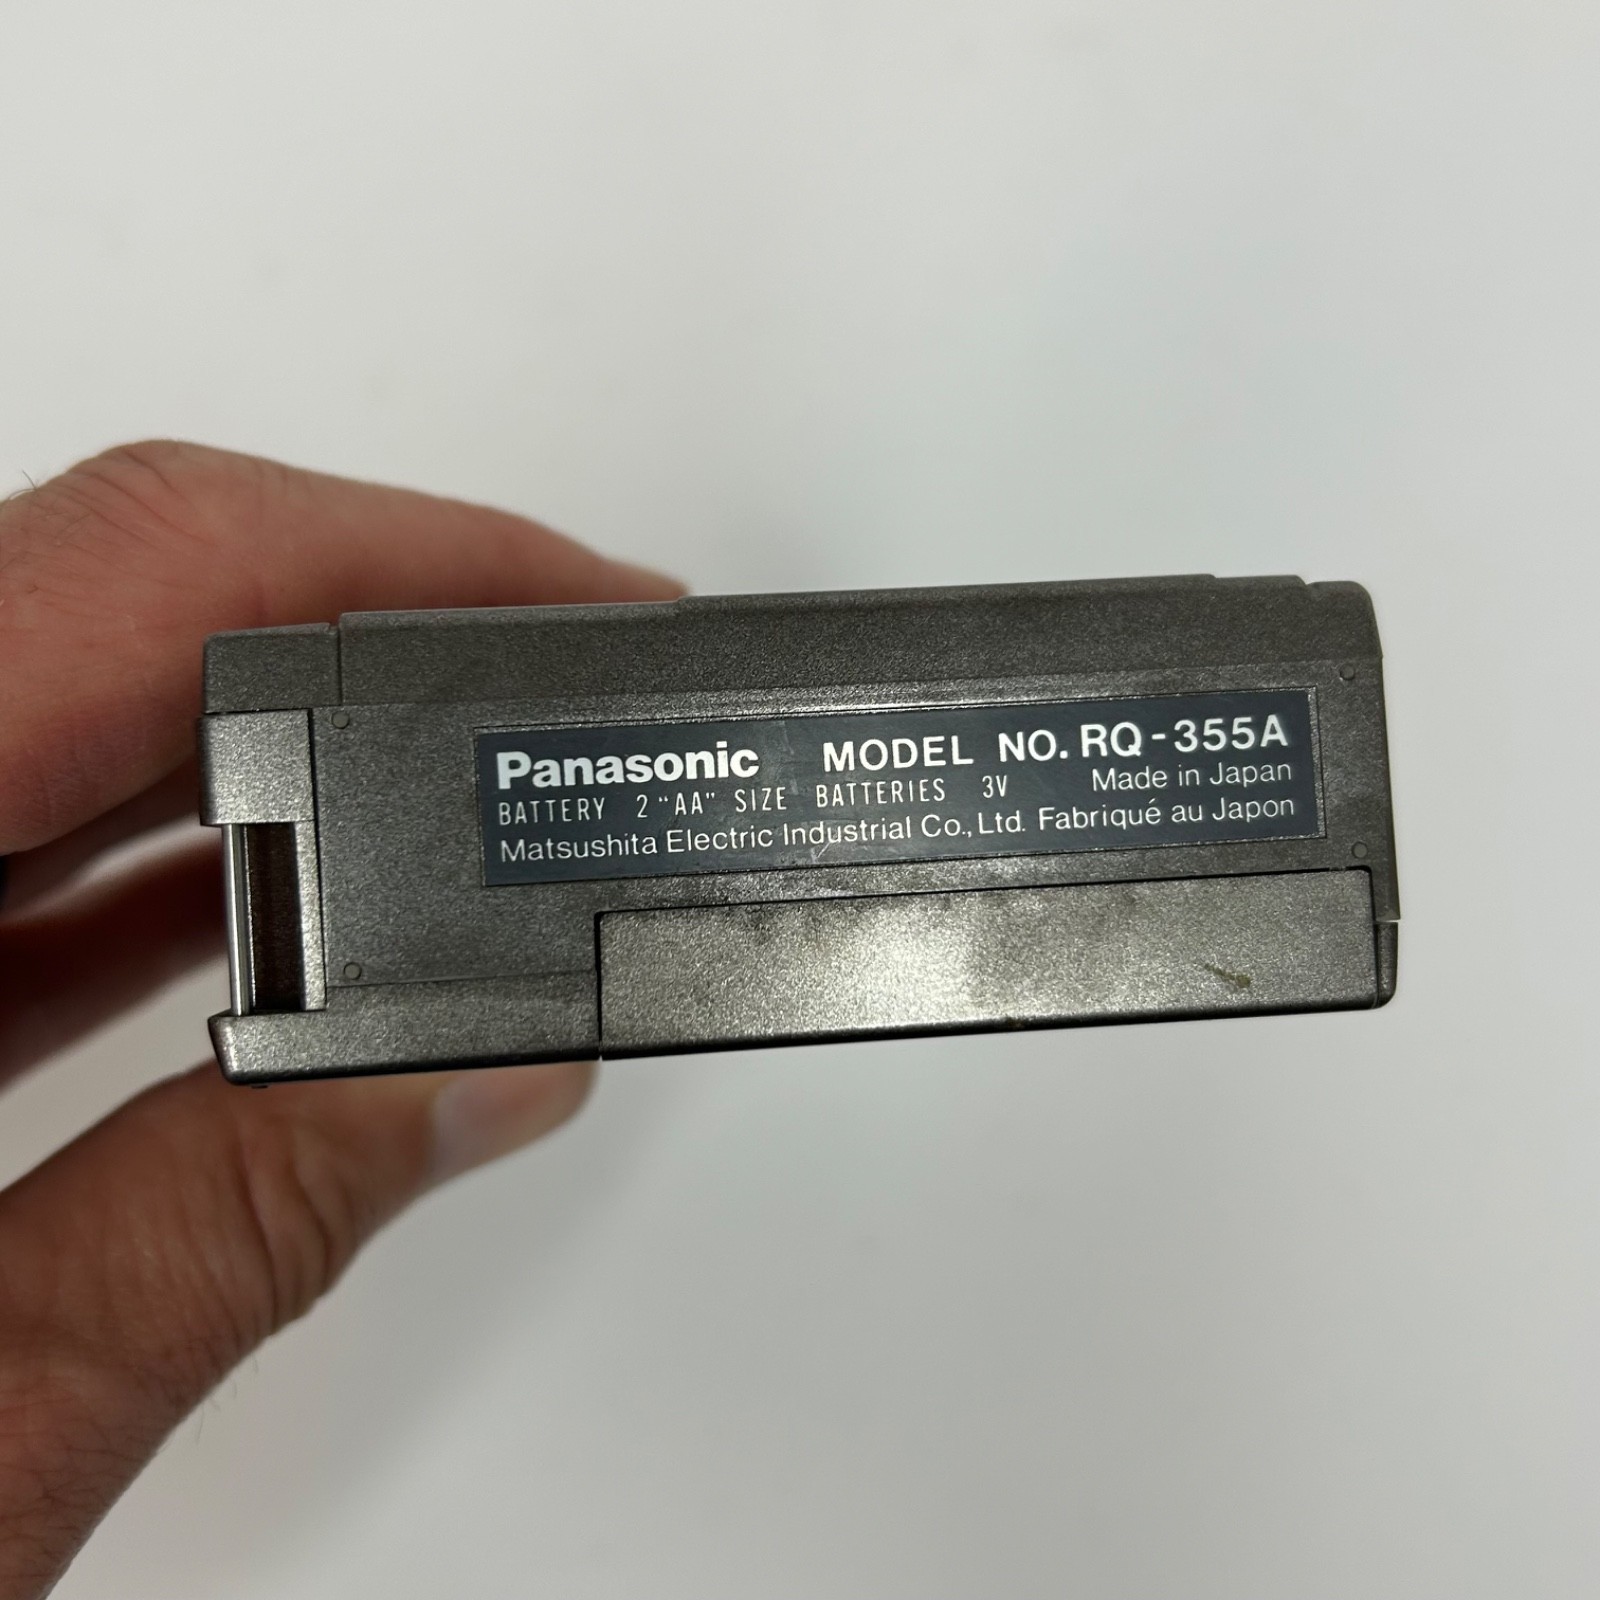 Panasonic MODEL NO. RQ-355A
BATTERY 2 "AA" SIZE BATTERIES 3V Made in Japan
Matsushita Electric Industrial Co., Ltd. Fabriqué au Japon